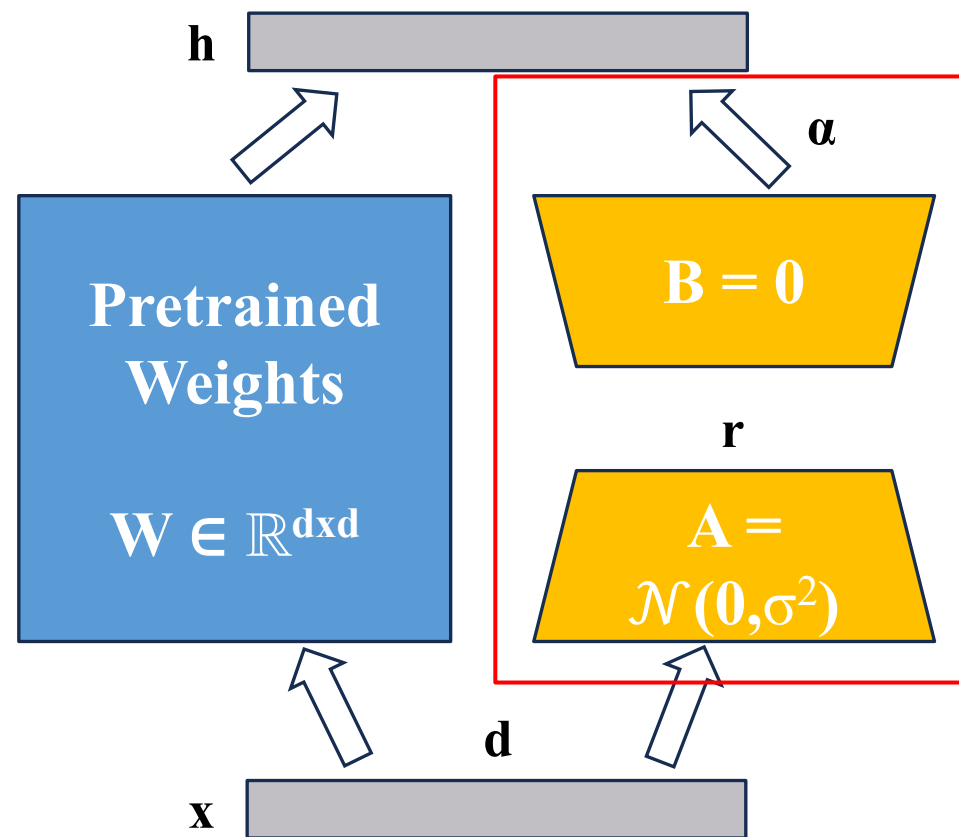 h
α
Pretrained
Weights
W ∈ ℝᵈˣᵈ
B = 0
r
A =
𝒩(0,σ²)
d
x